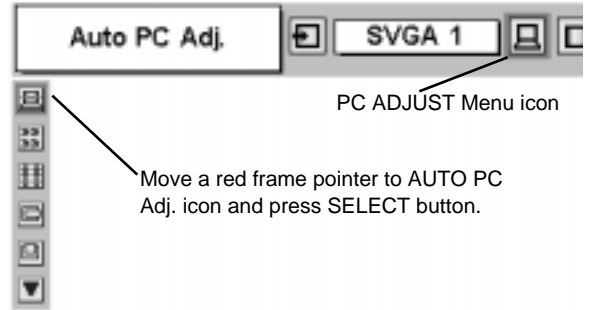 Auto PC Adj.
SVGA 1
PC ADJUST Menu icon
Move a red frame pointer to AUTO PC
Adj. icon and press SELECT button.